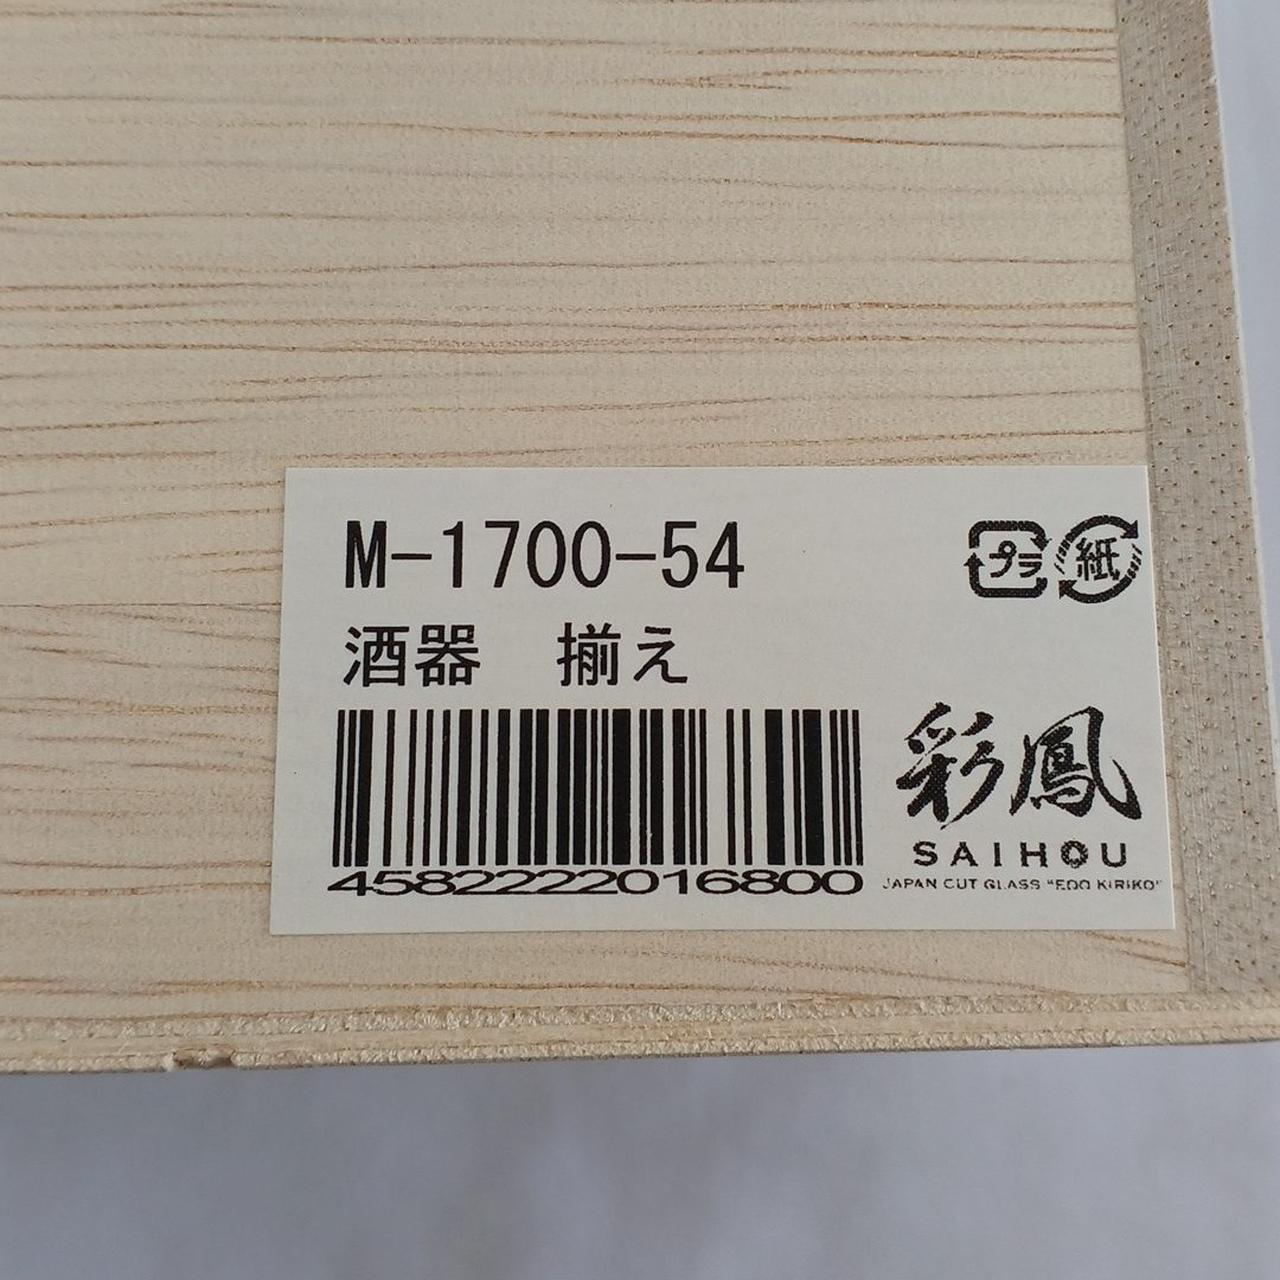 M-1700-54
プラ 紙
酒器 揃え
4582222016800
彩鳳
SAIHOU
JAPAN CUT GLASS "EDO KIRIKO"